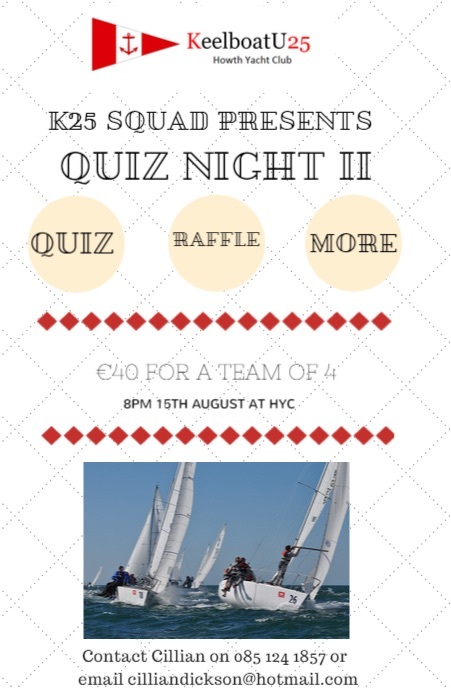 KeelboatU25
Howth Yacht Club
K25 SQUAD PRESENTS
QUIZ NIGHT II
QUIZ
RAFFLE
MORE
€40 FOR A TEAM OF 4
8PM 15TH AUGUST AT HYC
26
Contact Cillian on 085 124 1857 or
email cilliandickson@hotmail.com